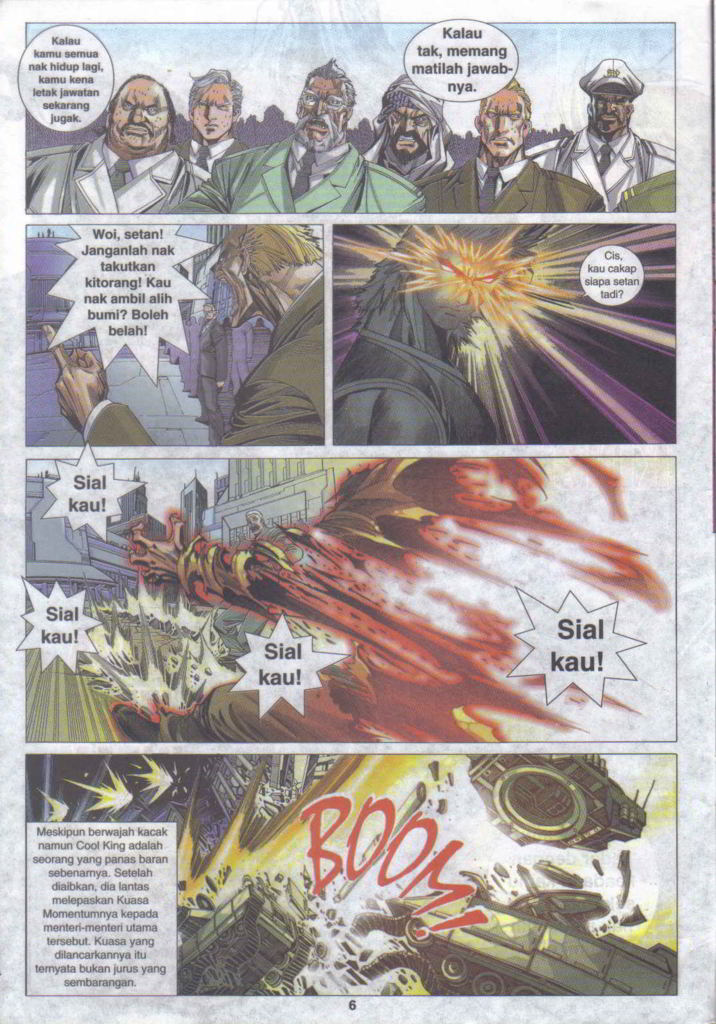 Kalau
kamu semua
nak hidup lagi,
kamu kena
letak jawatan
sekarang
jugak.
Kalau
tak, memang
matilah jawab-
nya.
Woi, setan!
Janganlah nak
takutkan
kitorang! Kau
nak ambil alih
bumi? Boleh
belah!
Cis,
kau cakap
siapa setan
tadi?
Sial
kau!
Sial
kau!
Sial
kau!
Sial
kau!
Meskipun berwajah kacak
namun Cool King adalah
seorang yang panas baran
sebenarnya. Setelah
diaibkan, dia lantas
melepaskan Kuasa
Momentumnya kepada
menteri-menteri utama
tersebut. Kuasa yang
dilancarkannya itu
ternyata bukan jurus yang
sembarangan.
BOOM!
6